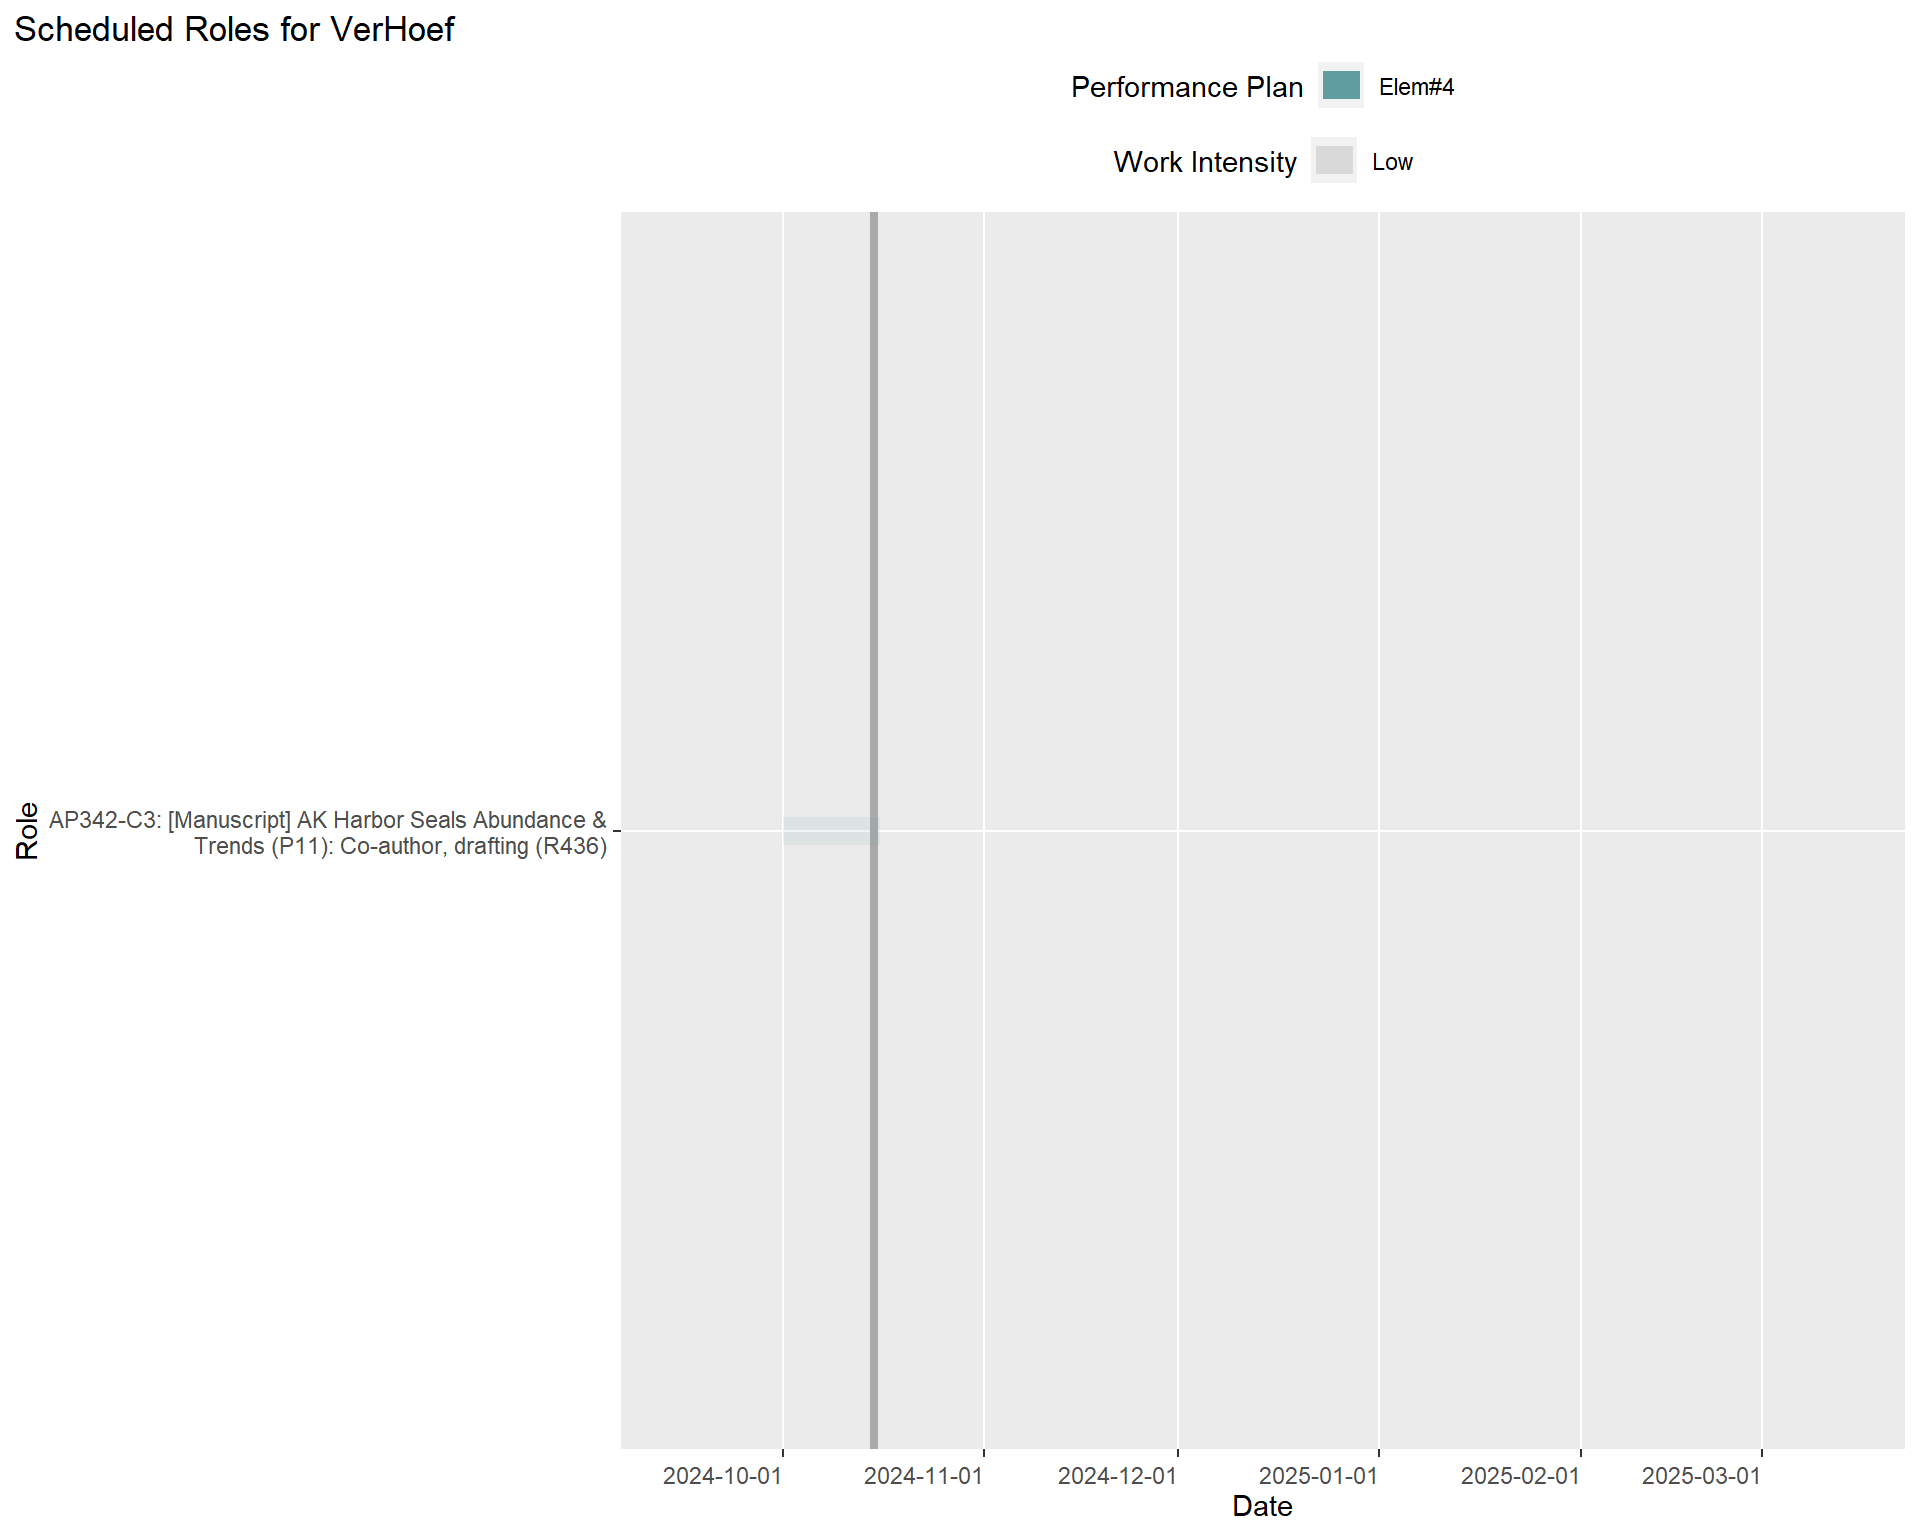 Scheduled Roles for VerHoef
Performance Plan Elem#4
Work Intensity Low
Role
AP342-C3: [Manuscript] AK Harbor Seals Abundance &
Trends (P11): Co-author, drafting (R436)
2024-10-01 2024-11-01 2024-12-01 2025-01-01 2025-02-01 2025-03-01
Date